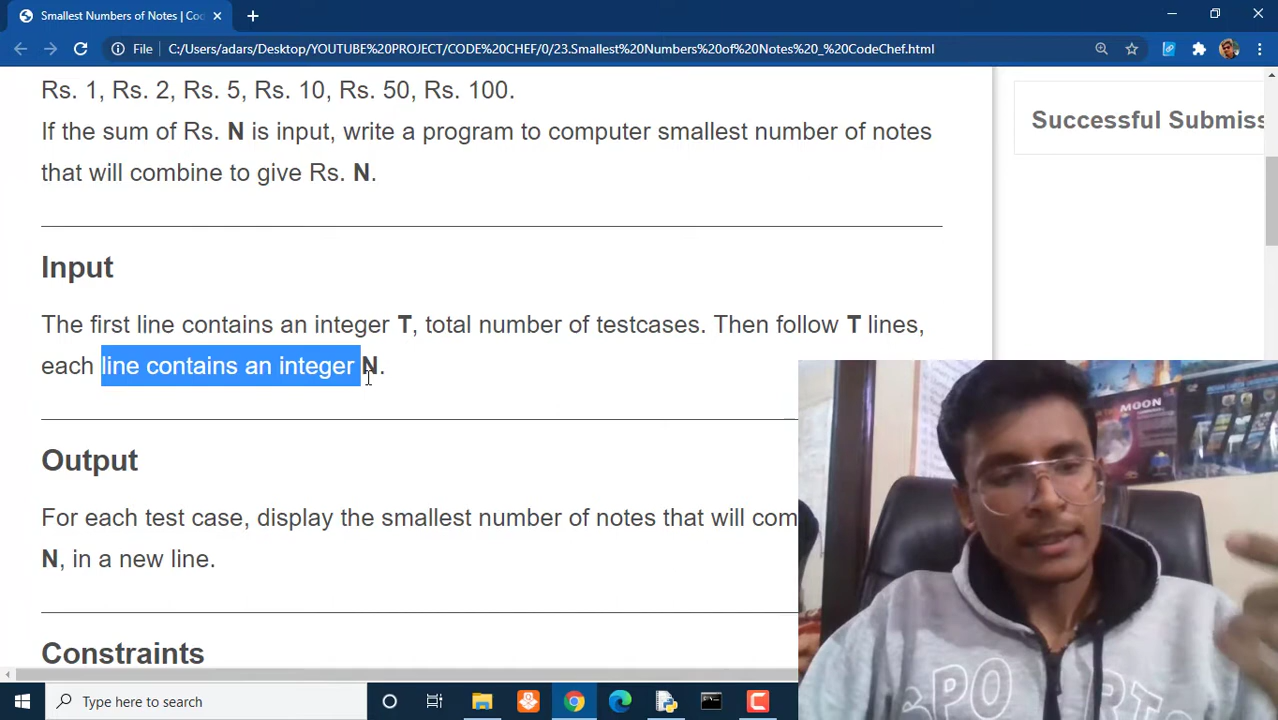 Smallest Numbers of Notes | Co
File
C:/Users/adars/Desktop/YOUTUBE%20PROJECT/CODE%20CHEF/0/23.Smallest%20Numbers%20of%20Notes%20_%20CodeChef.html
Rs. 1, Rs. 2, Rs. 5, Rs. 10, Rs. 50, Rs. 100.
If the sum of Rs. N is input, write a program to computer smallest number of notes
that will combine to give Rs. N.
Successful Submiss
Input
The first line contains an integer T, total number of testcases. Then follow T lines,
each line contains an integer N.
Output
For each test case, display the smallest number of notes that will com
N, in a new line.
Constraints
MOON
SPORT
Type here to search